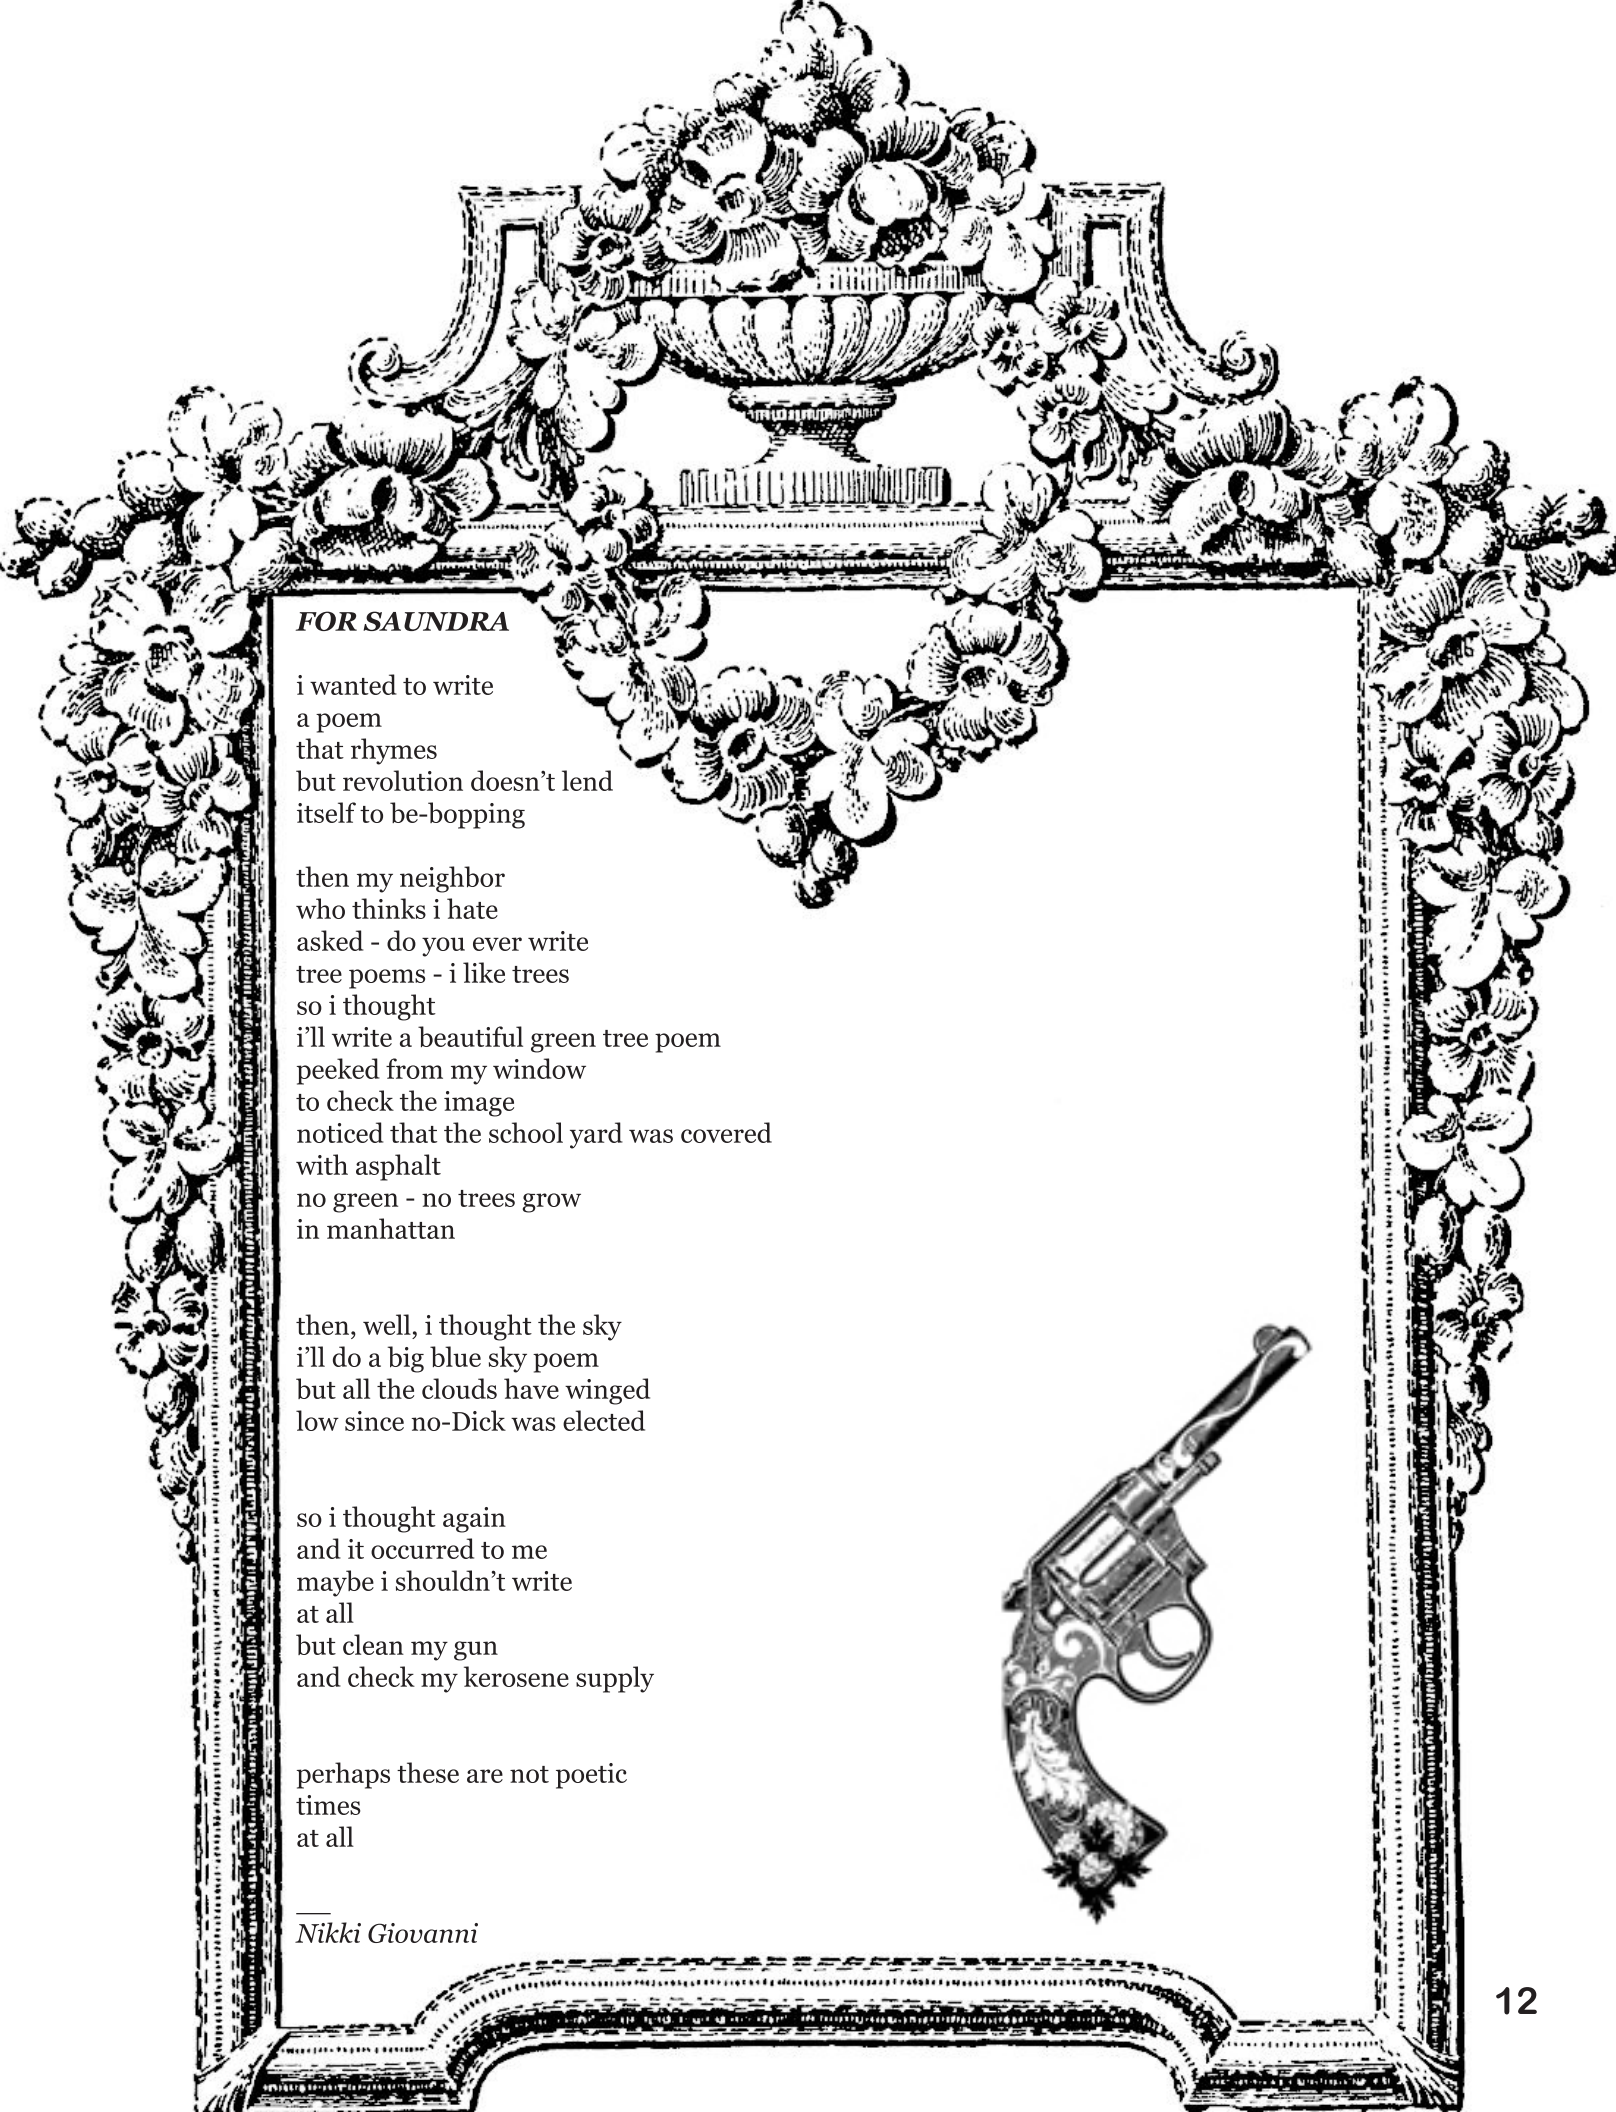 FOR SAUNDRA
i wanted to write
a poem
that rhymes
but revolution doesn’t lend
itself to be-bopping
then my neighbor
who thinks i hate
asked - do you ever write
tree poems - i like trees
so i thought
i’ll write a beautiful green tree poem
peeked from my window
to check the image
noticed that the school yard was covered
with asphalt
no green - no trees grow
in manhattan
then, well, i thought the sky
i’ll do a big blue sky poem
but all the clouds have winged
low since no-Dick was elected
so i thought again
and it occurred to me
maybe i shouldn’t write
at all
but clean my gun
and check my kerosene supply
perhaps these are not poetic
times
at all
__
Nikki Giovanni
12